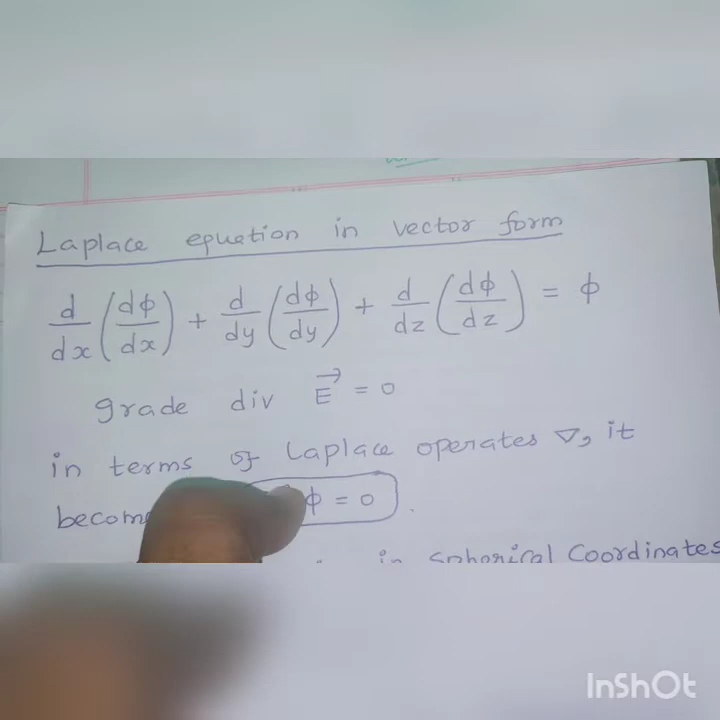 Laplace equation in vector form
d/dx (dϕ/dx) + d/dy (dϕ/dy) + d/dz (dϕ/dz) = ϕ
grade div E⃗ = 0
in terms of Laplace operates ∇, it
ϕ = 0 .
in Spherical Coordinates
InShOt